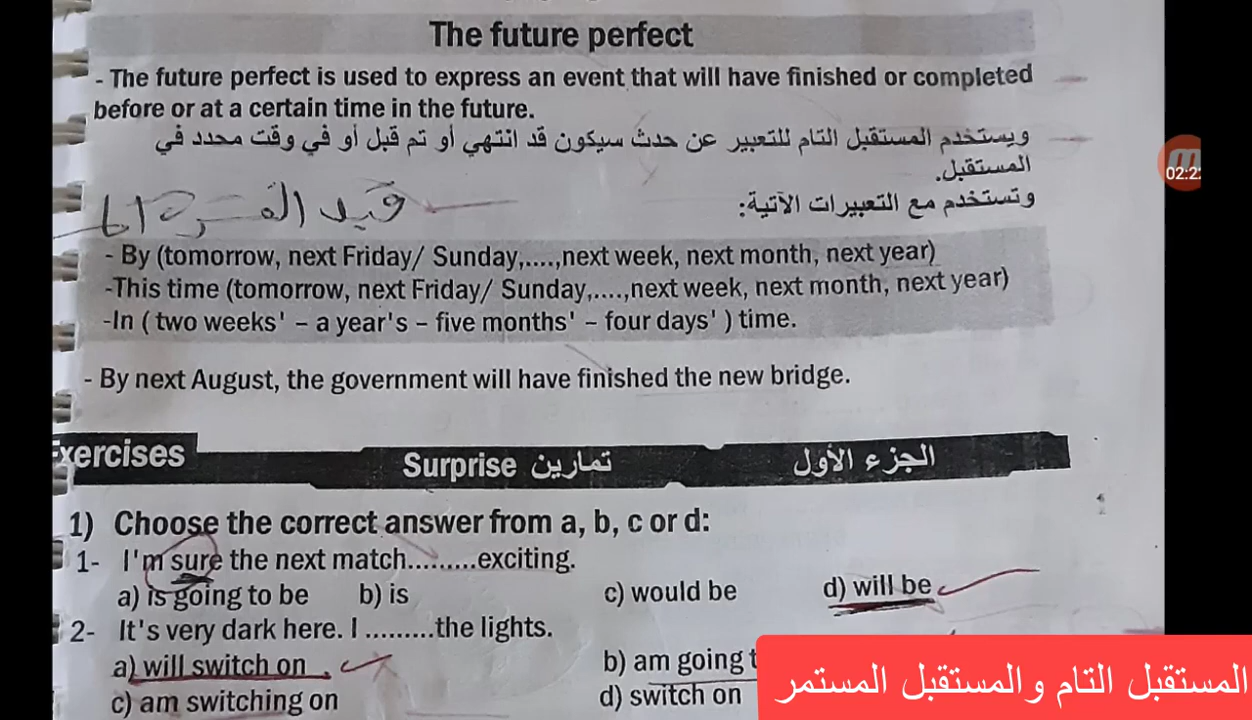 The future perfect
- The future perfect is used to express an event that will have finished or completed
before or at a certain time in the future.
ويستخدم المستقبل التام للتعبير عن حدث سيكون قد انتهي أو تم قبل أو في وقت محدد في
المستقبل.
وتستخدم مع التعبيرات الآتية:
- By (tomorrow, next Friday/ Sunday,....,next week, next month, next year)
-This time (tomorrow, next Friday/ Sunday,....,next week, next month, next year)
-In ( two weeks' – a year's – five months' – four days' ) time.
- By next August, the government will have finished the new bridge.
Exercises Surprise تمارين الجزء الأول
1) Choose the correct answer from a, b, c or d:
1- I'm sure the next match.........exciting.
a) is going to be b) is c) would be d) will be
2- It's very dark here. I .........the lights.
a) will switch on b) am going
c) am switching on d) switch on
المستقبل التام والمستقبل المستمر
02:2